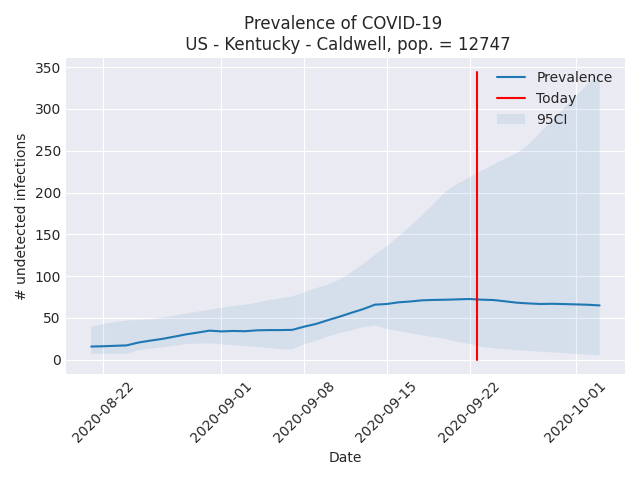 Prevalence of COVID-19
US - Kentucky - Caldwell, pop. = 12747
# undetected infections
350
300
250
200
150
100
50
0
Prevalence
Today
95CI
2020-08-22
2020-09-01
2020-09-08
2020-09-15
2020-09-22
2020-10-01
Date